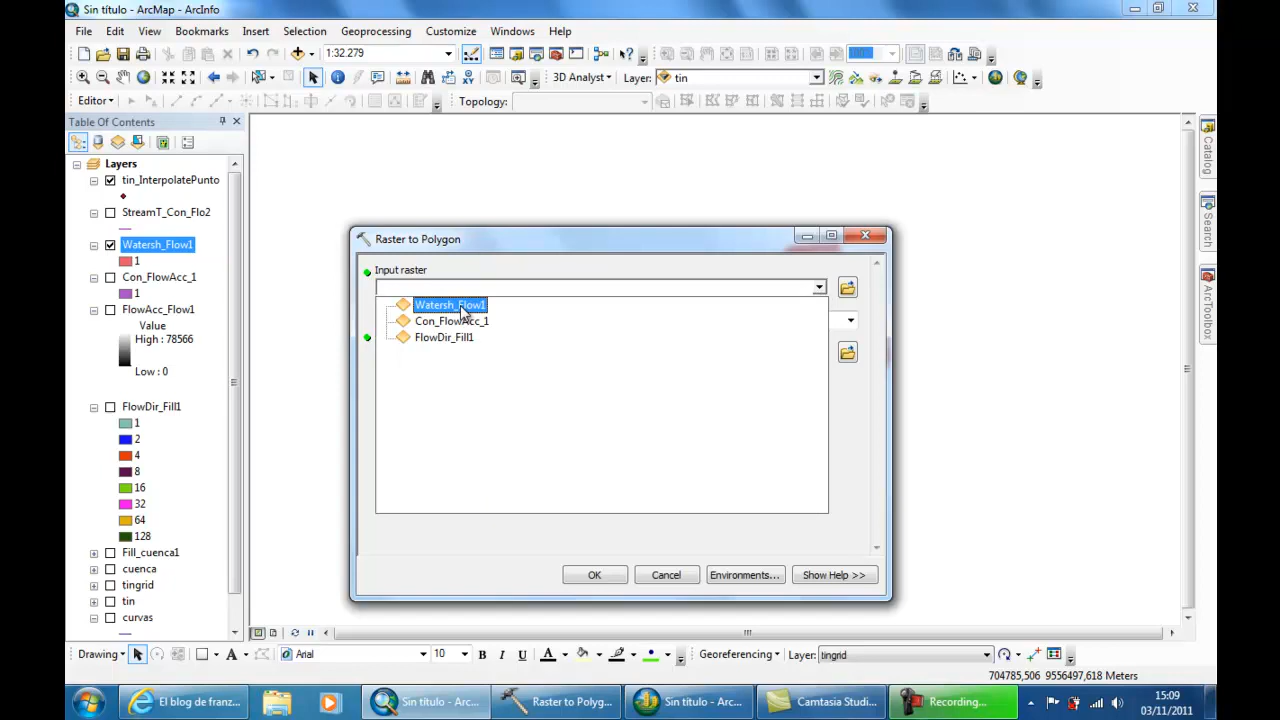 Sin título - ArcMap - ArcInfo
File Edit View Bookmarks Insert Selection Geoprocessing Customize Windows Help
1:32.279
3D Analyst Layer: tin
Editor Topology:
Table Of Contents
Layers
tin_InterpolatePunto
StreamT_Con_Flo2
Watersh_Flow1
1
Con_FlowAcc_1
1
FlowAcc_Flow1
Value
High : 78566
Low : 0
FlowDir_Fill1
1
2
4
8
16
32
64
128
Fill_cuenca1
cuenca
tingrid
tin
curvas
Raster to Polygon
Input raster
Watersh_Flow1
Con_FlowAcc_1
FlowDir_Fill1
OK Cancel Environments... Show Help >>
Catalog
Search
ArcToolbox
Drawing Arial 10 B I U A Georeferencing Layer: tingrid
704785,506 9556497,618 Meters
El blog de franz... Sin título - Arc... Raster to Polyg... Sin título - Arc... Camtasia Studi... Recording...
15:09
03/11/2011